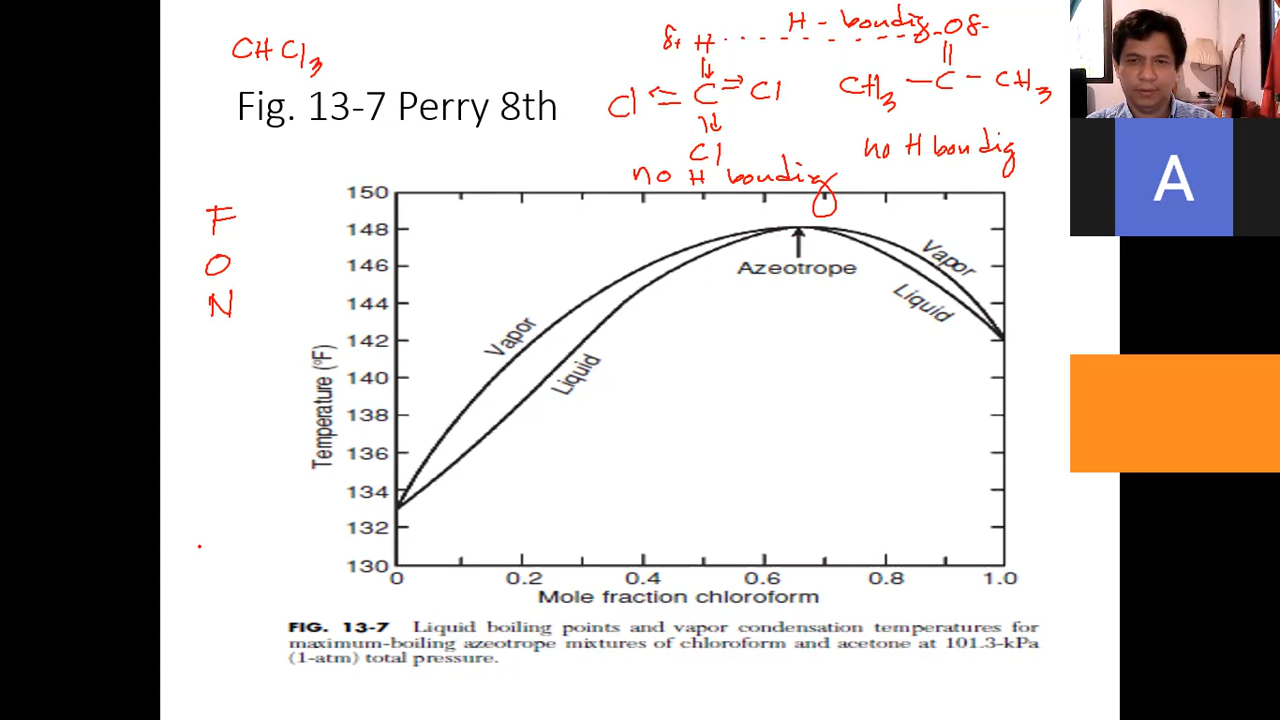 CHCl3
Fig. 13-7 Perry 8th
δ+ H H - bondig Oδ-
||
Cl C Cl CH3 - C - CH3
Cl
no H bondig
no H bondig
F
O
N
A
150
148
146
144
142
140
138
136
134
132
130
Temperature (°F)
Vapor
Liquid
Azeotrope
Vapor
Liquid
0 0.2 0.4 0.6 0.8 1.0
Mole fraction chloroform
FIG. 13-7 Liquid boiling points and vapor condensation temperatures for
maximum-boiling azeotrope mixtures of chloroform and acetone at 101.3-kPa
(1-atm) total pressure.